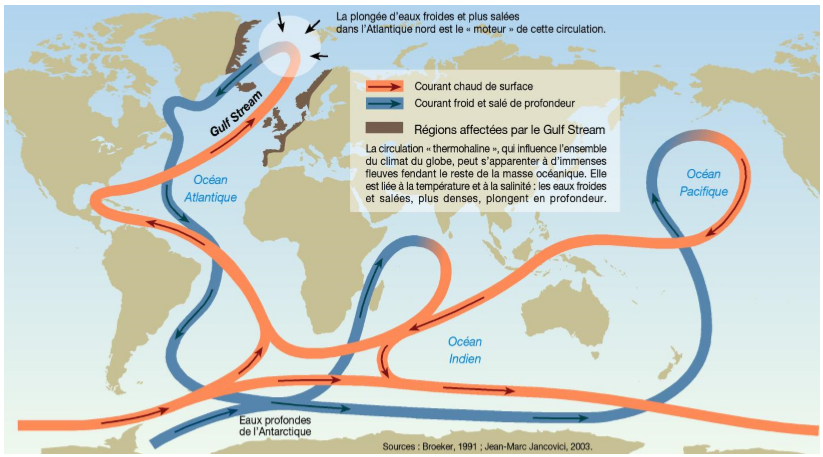 La plongée d'eaux froides et plus salées
dans l'Atlantique nord est le « moteur » de cette circulation.
Courant chaud de surface
Courant froid et salé de profondeur
Régions affectées par le Gulf Stream
La circulation « thermohaline », qui influence l'ensemble
du climat du globe, peut s'apparenter à d'immenses
fleuves fendant le reste de la masse océanique. Elle
est liée à la température et à la salinité : les eaux froides
et salées, plus denses, plongent en profondeur.
Gulf Stream
Océan
Atlantique
Océan
Pacifique
Océan
Indien
Eaux profondes
de l'Antarctique
Sources : Broeker, 1991 ; Jean-Marc Jancovici, 2003.